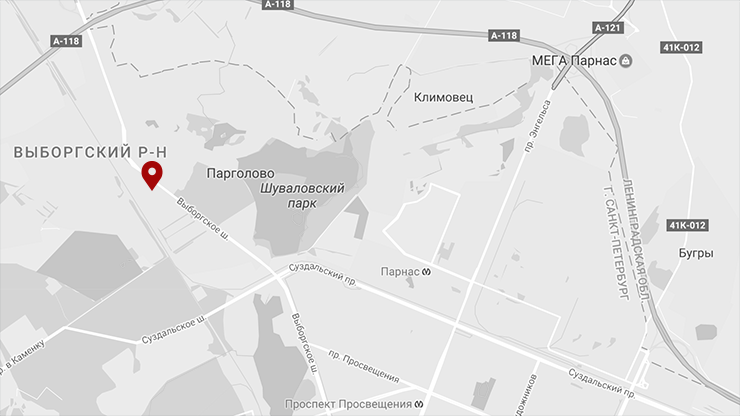 А-118
А-121
А-118
А-118
41К-012
МЕГА Парнас
Климовец
пр. Энгельса
ВЫБОРГСКИЙ Р-Н
Парголово
Шуваловский
парк
ЛЕНИНГРАДСКАЯ ОБЛ.
Г. САНКТ-ПЕТЕРБУРГ
Выборгское ш.
41К-012
Бугры
Суздальский пр.
Парнас
Суздальское ш
Выборгское ш.
р. в Каменку
пр. Просвещения
Суздальский пр.
Проспект Просвещения